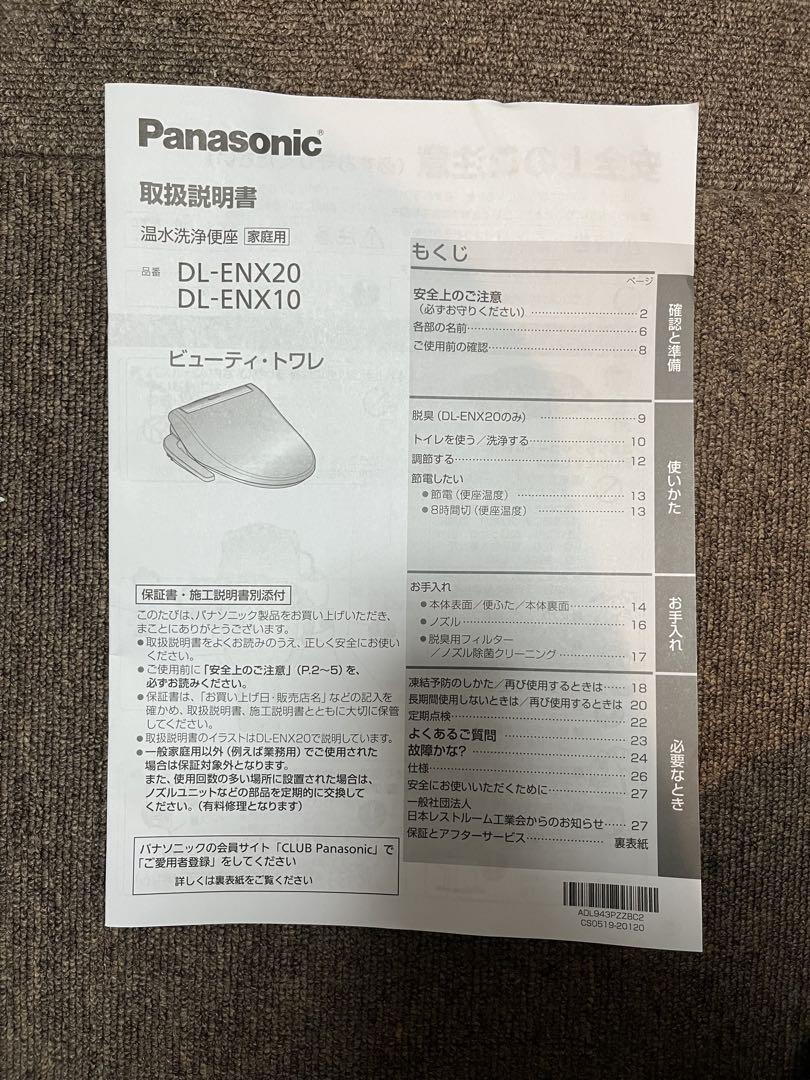 Panasonic®
取扱説明書
温水洗浄便座 家庭用
品番 DL-ENX20
DL-ENX10
ビューティ・トワレ
保証書・施工説明書別添付
このたびは、パナソニック製品をお買い上げいただき、
まことにありがとうございます。
●取扱説明書をよくお読みのうえ、正しく安全にお使い
ください。
●ご使用前に「安全上のご注意」(P.2～5)を、
必ずお読みください。
●保証書は、「お買い上げ日・販売店名」などの記入を
確かめ、取扱説明書、施工説明書とともに大切に保管
してください。
●取扱説明書のイラストはDL-ENX20で説明しています。
●一般家庭用以外(例えば業務用)でご使用された
場合は保証対象外となります。
また、使用回数の多い場所に設置された場合は、
ノズルユニットなどの部品を定期的に交換して
ください。(有料修理となります)
パナソニックの会員サイト「CLUB Panasonic」で
「ご愛用者登録」をしてください
詳しくは裏表紙をご覧ください
もくじ
ページ
安全上のご注意
(必ずお守りください)……………2
各部の名前……………6
ご使用前の確認……………8
確認と準備
脱臭(DL-ENX20のみ)……………9
トイレを使う／洗浄する……………10
調節する……………12
節電したい
●節電(便座温度)……………13
●8時間切(便座温度)……………13
使いかた
お手入れ
●本体表面／便ふた／本体裏面……………14
●ノズル……………16
●脱臭用フィルター
／ノズル除菌クリーニング……………17
お手入れ
凍結予防のしかた／再び使用するときは……18
長期間使用しないときは／再び使用するときは 20
定期点検……………22
よくあるご質問……………23
故障かな?……………24
仕様……………26
安全にお使いいただくために……………27
一般社団法人
日本レストルーム工業会からのお知らせ……27
保証とアフターサービス……………裏表紙
必要なとき
ADL943PZZBC2
CS0519-20120